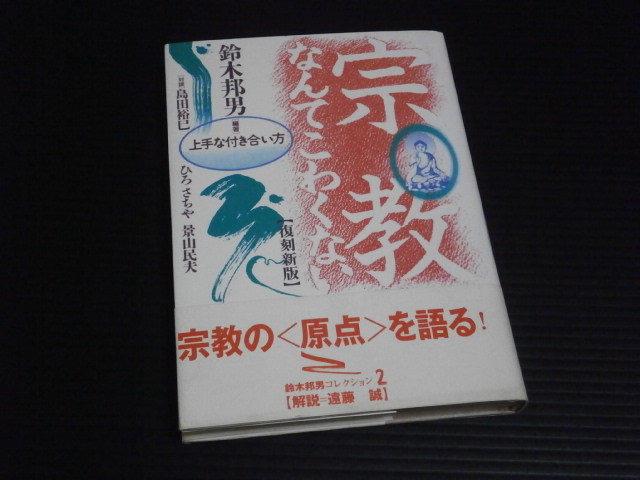 宗教
なんてこわくない
【復刻新版】
鈴木邦男 編著
上手な付き合い方
[対談]島田裕巳
ひろさちや 景山民夫
宗教の<原点>を語る!
鈴木邦男コレクション2
【解説=遠藤 誠】